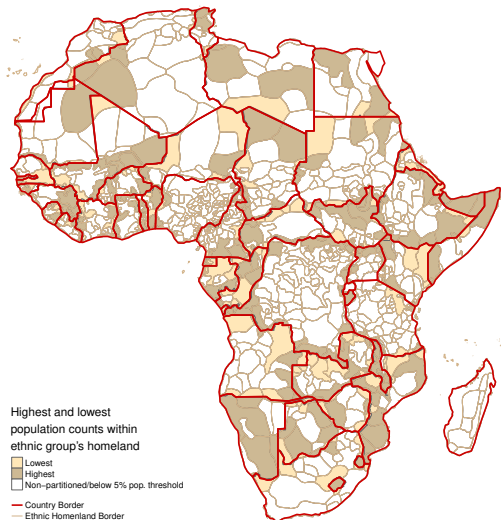 Highest and lowest
population counts within
ethnic group's homeland
Lowest
Highest
Non−partitioned/below 5% pop. threshold
Country Border
Ethnic Homeland Border